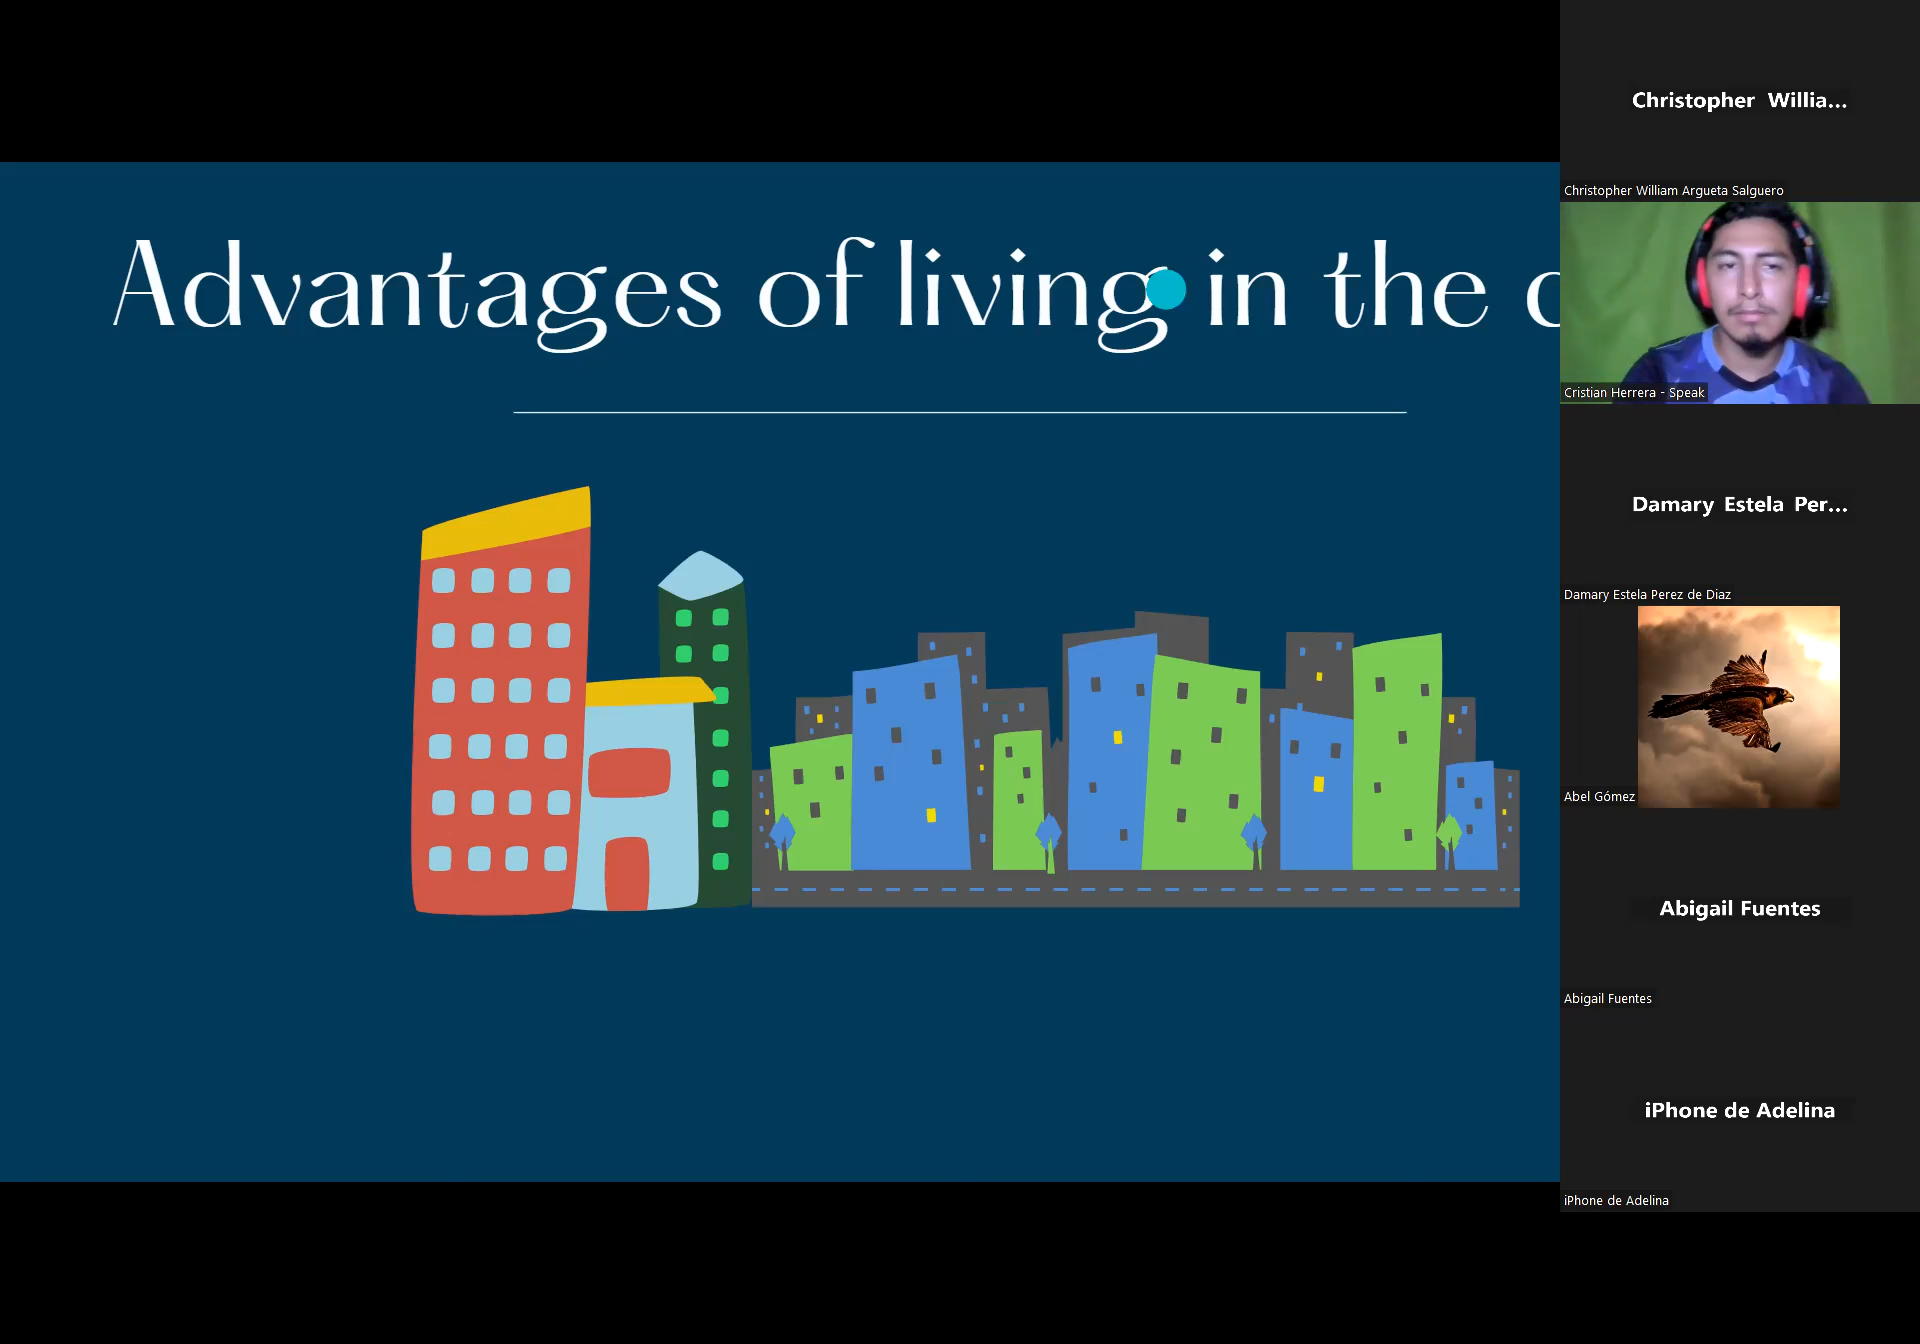 Advantages of living in the c
Christopher Willia...
Christopher William Argueta Salguero
Cristian Herrera - Speak
Damary Estela Per...
Damary Estela Perez de Diaz
Abel Gómez
Abigail Fuentes
Abigail Fuentes
iPhone de Adelina
iPhone de Adelina